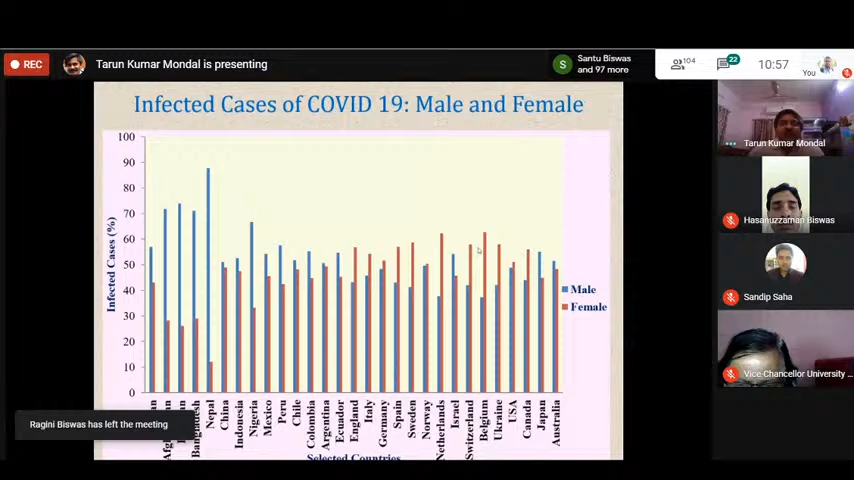 REC
Tarun Kumar Mondal is presenting
S
Santu Biswas
and 97 more
104
22
10:57
You
Infected Cases of COVID 19: Male and Female
100
90
80
70
60
50
40
30
20
10
0
Infected Cases (%)
Male
Female
Bangladesh
Nepal
China
Indonesia
Nigeria
Mexico
Peru
Chile
Colombia
Argentina
Ecuador
England
Italy
Germany
Spain
Sweden
Norway
Netherlands
Israel
Switzerland
Belgium
Ukraine
USA
Canada
Japan
Australia
Selected Countries
Tarun Kumar Mondal
Hasanuzzaman Biswas
Sandip Saha
Vice-Chancellor University ...
Ragini Biswas has left the meeting